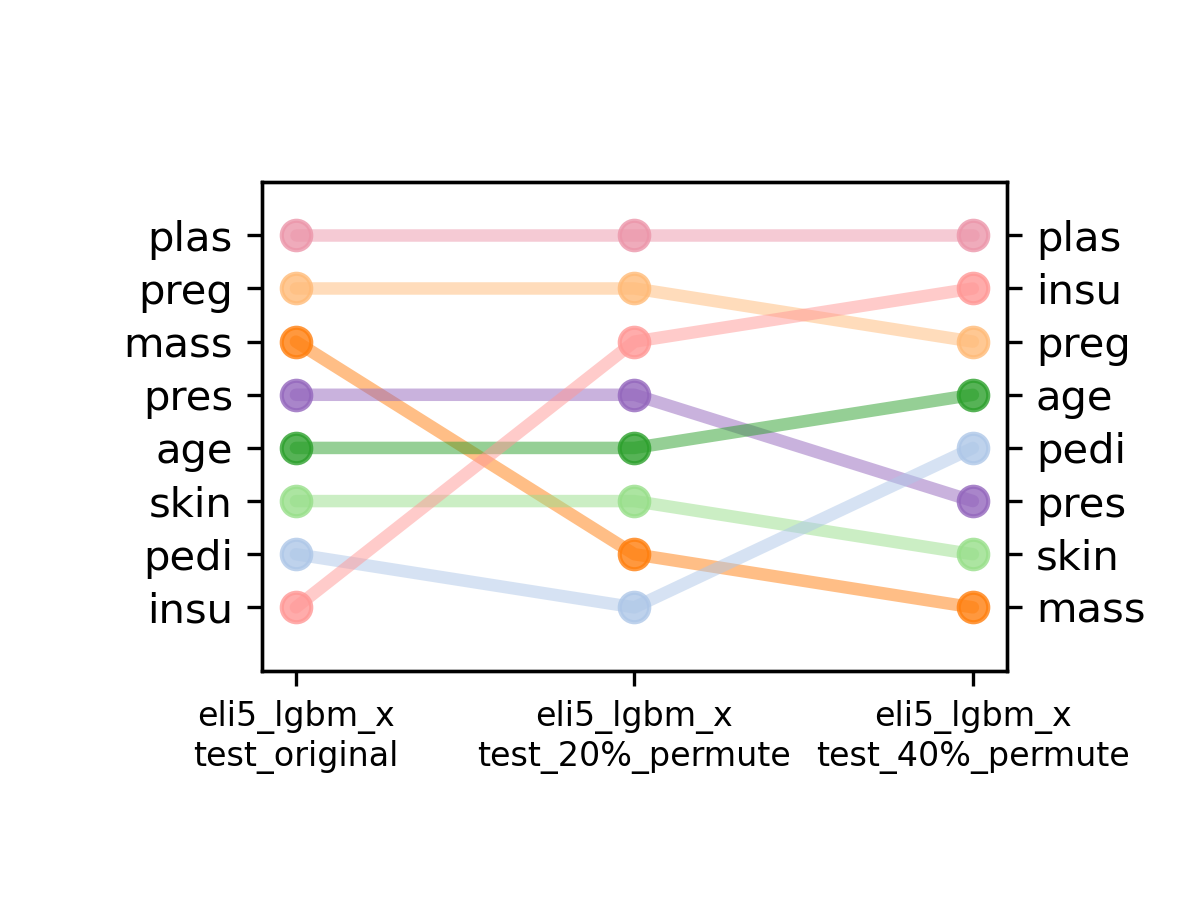 plas
preg
mass
pres
age
skin
pedi
insu
plas
insu
preg
age
pedi
pres
skin
mass
eli5_lgbm_x
test_original
eli5_lgbm_x
test_20%_permute
eli5_lgbm_x
test_40%_permute